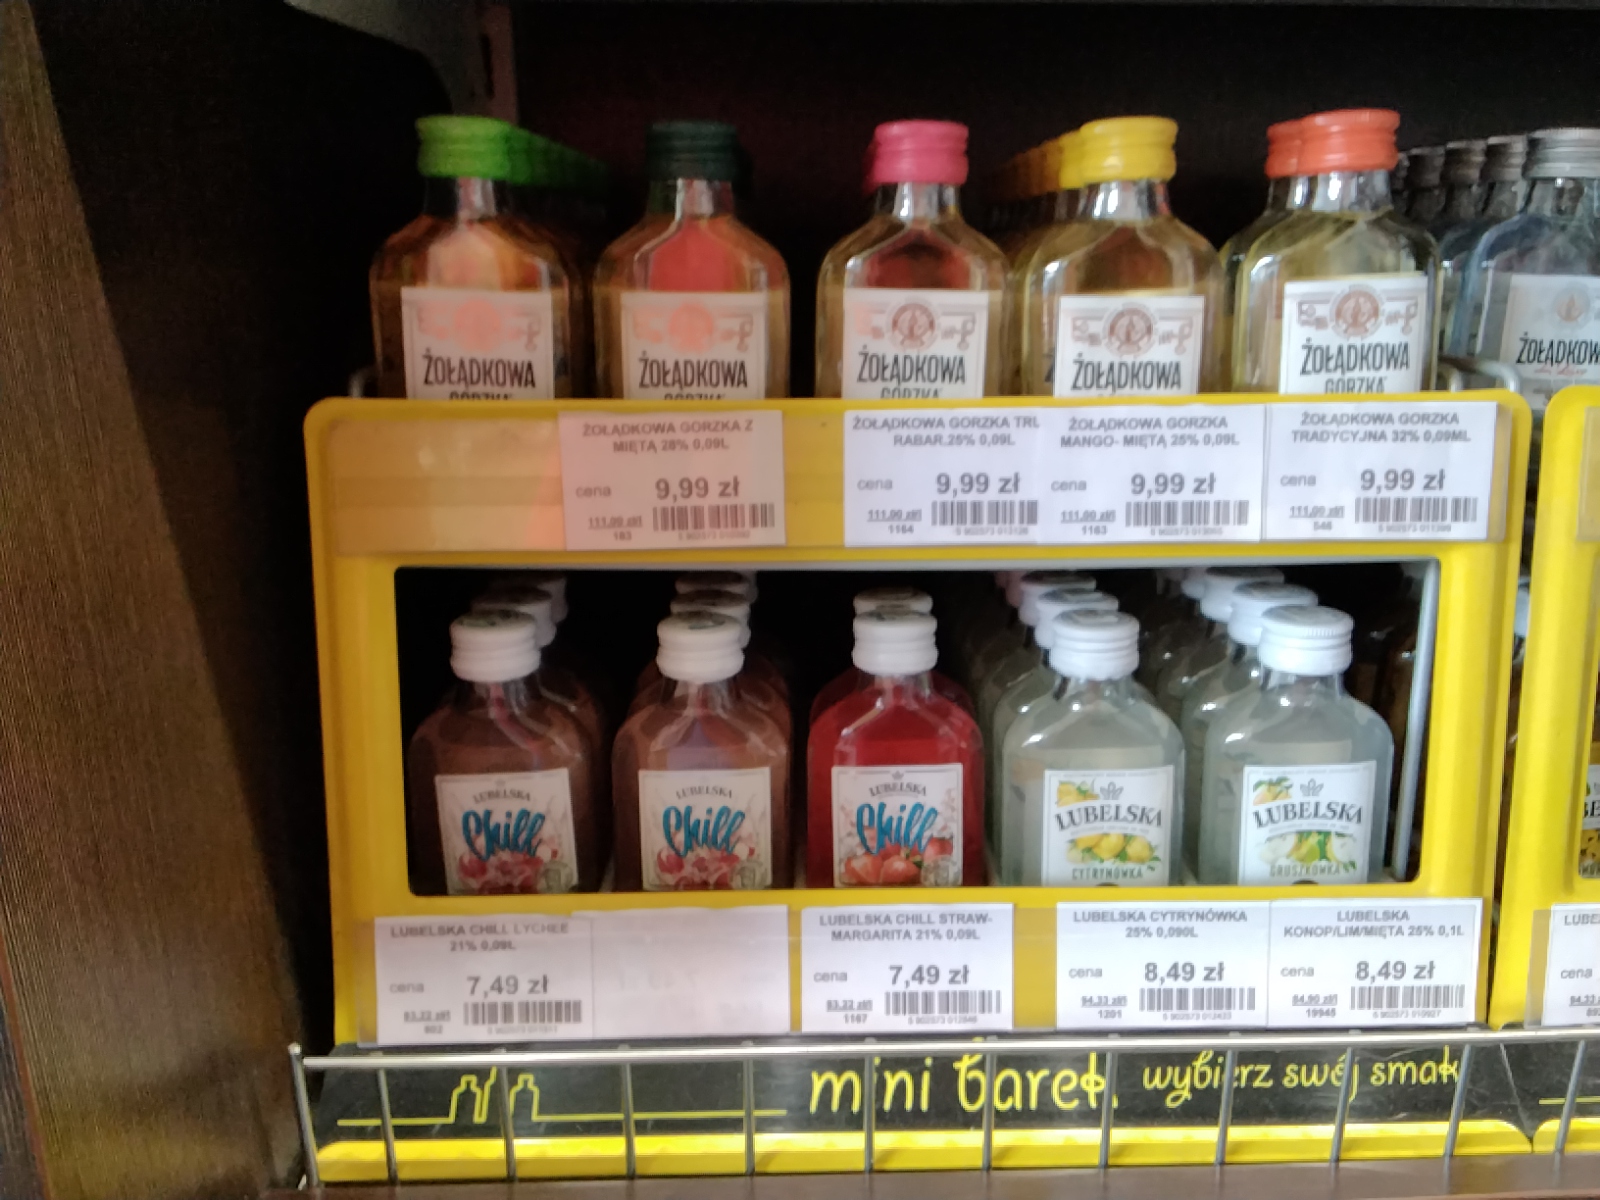 ŻOŁĄDKOWA
GORZKA
ŻOŁĄDKOWA
GORZKA
ŻOŁĄDKOWA
GORZKA
ŻOŁĄDKOWA
GORZKA
ŻOŁĄDKOWA
GORZKA
ŻOŁĄDKOWA
ŻOŁĄDKOWA GORZKA Z
MIĘTĄ 28% 0,09L
cena 9,99 zł
111,00 zł/l
183
ŻOŁĄDKOWA GORZKA TRU
RABAR.25% 0,09L
cena 9,99 zł
111,00 zł/l
1164
ŻOŁĄDKOWA GORZKA
MANGO- MIĘTA 25% 0,09L
cena 9,99 zł
111,00 zł/l
1163
ŻOŁĄDKOWA GORZKA
TRADYCYJNA 32% 0,09ML
cena 9,99 zł
111,00 zł/l
546
LUBELSKA
Chill
LUBELSKA
Chill
LUBELSKA
Chill
LUBELSKA
CYTRYNÓWKA
LUBELSKA
GRUSZKÓWKA
LUBELSKA CHILL LYCHEE
21% 0,09L
cena 7,49 zł
83,22 zł/l
LUBELSKA CHILL STRAW-
MARGARITA 21% 0,09L
cena 7,49 zł
83,22 zł/l
1167
LUBELSKA CYTRYNÓWKA
25% 0,090L
cena 8,49 zł
94,33 zł/l
1201
LUBELSKA
KONOP/LIM/MIĘTA 25% 0,1L
cena 8,49 zł
84,90 zł/l
19945
cena
mini barek wybierz swój smak